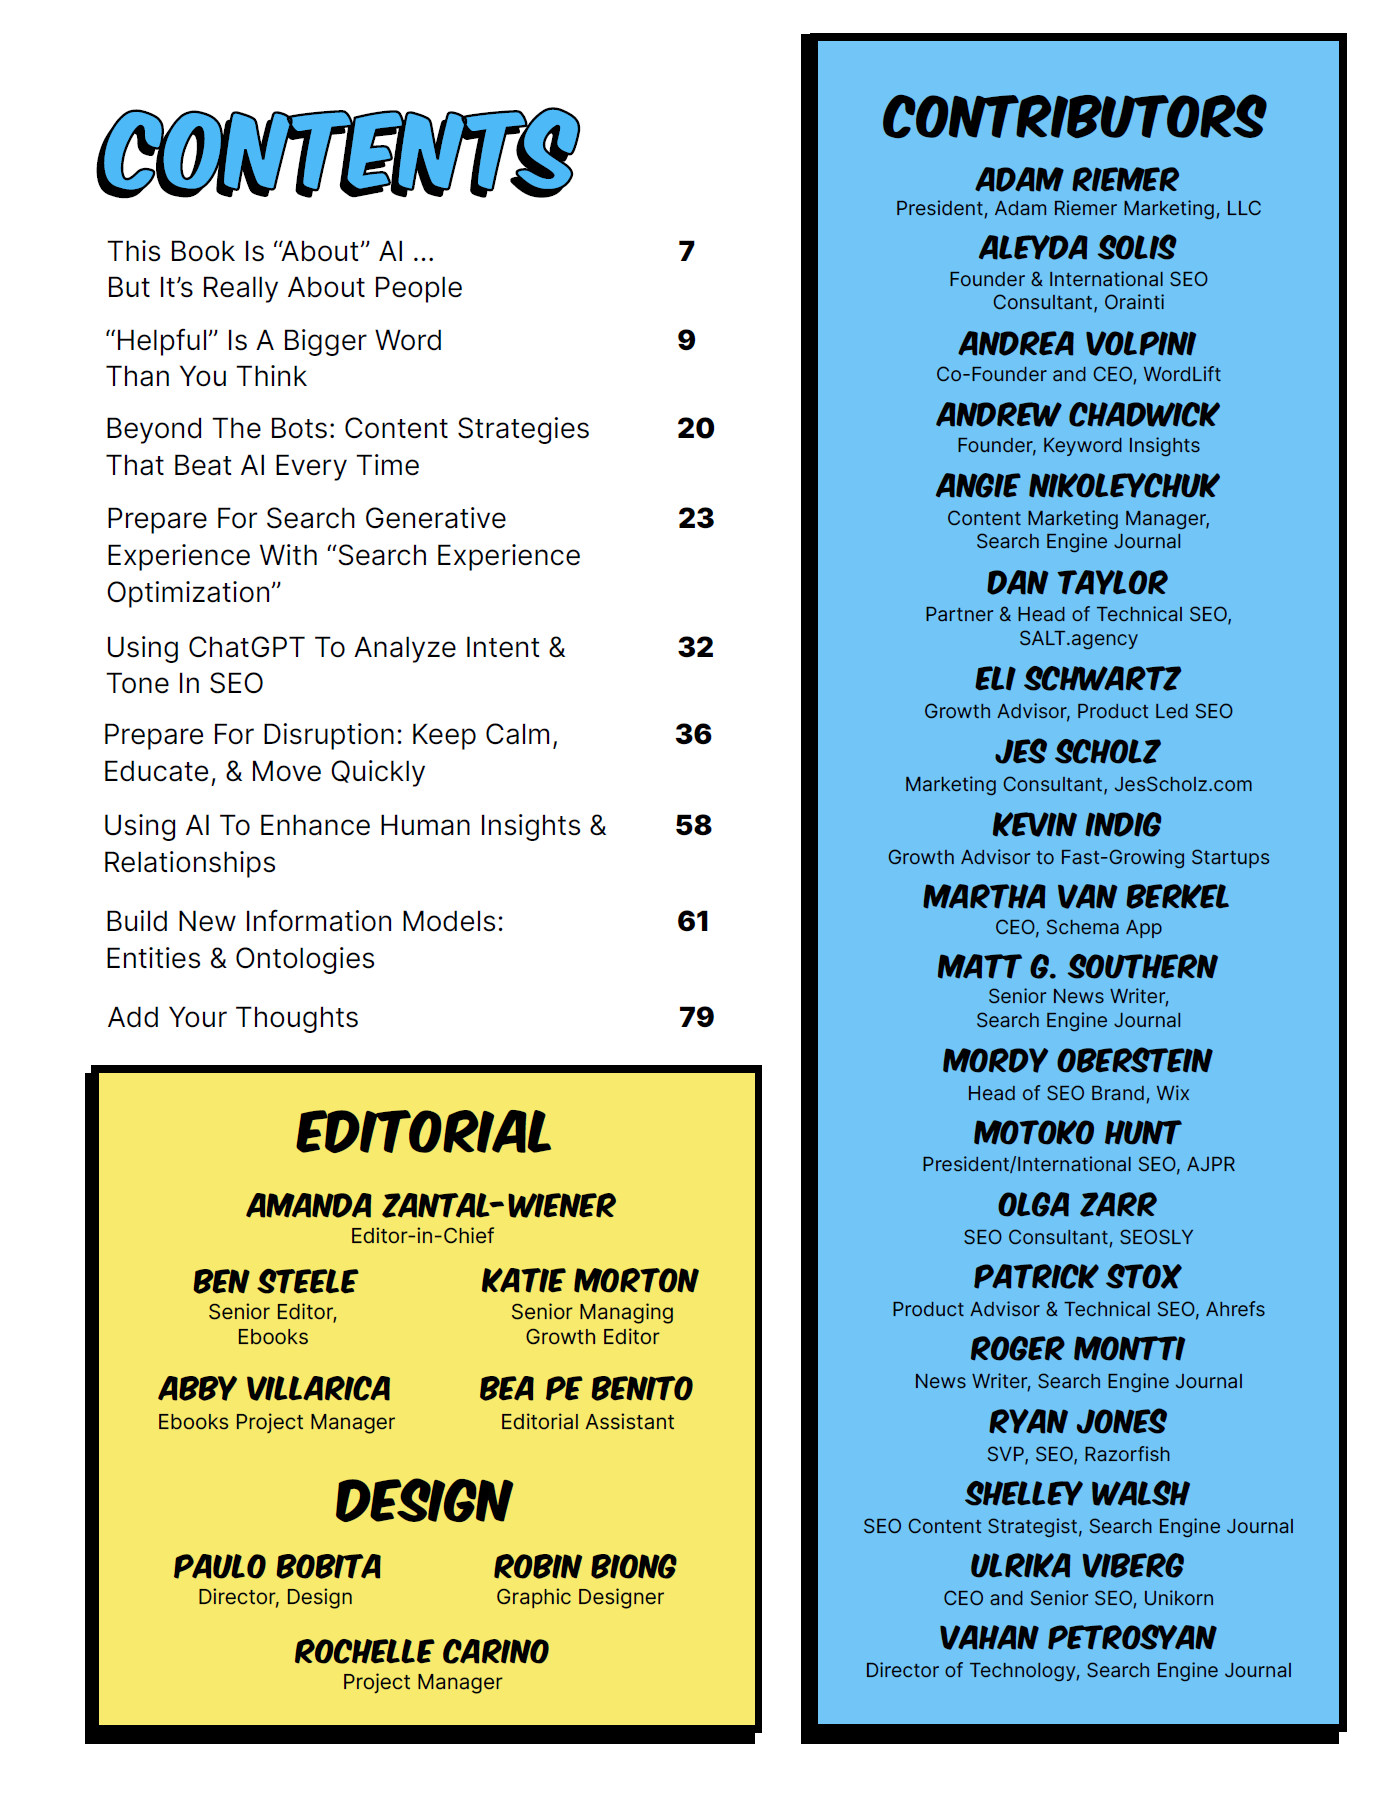 CONTENTS
This Book Is “About” AI ... 7
But It’s Really About People
“Helpful” Is A Bigger Word 9
Than You Think
Beyond The Bots: Content Strategies 20
That Beat AI Every Time
Prepare For Search Generative 23
Experience With “Search Experience
Optimization”
Using ChatGPT To Analyze Intent & 32
Tone In SEO
Prepare For Disruption: Keep Calm, 36
Educate, & Move Quickly
Using AI To Enhance Human Insights & 58
Relationships
Build New Information Models: 61
Entities & Ontologies
Add Your Thoughts 79
EDITORIAL
AMANDA ZANTAL-WIENER
Editor-in-Chief
BEN STEELE
Senior Editor,
Ebooks
KATIE MORTON
Senior Managing
Growth Editor
ABBY VILLARICA
Ebooks Project Manager
BEA PE BENITO
Editorial Assistant
DESIGN
PAULO BOBITA
Director, Design
ROBIN BIONG
Graphic Designer
ROCHELLE CARINO
Project Manager
CONTRIBUTORS
ADAM RIEMER
President, Adam Riemer Marketing, LLC
ALEYDA SOLIS
Founder & International SEO
Consultant, Orainti
ANDREA VOLPINI
Co-Founder and CEO, WordLift
ANDREW CHADWICK
Founder, Keyword Insights
ANGIE NIKOLEYCHUK
Content Marketing Manager,
Search Engine Journal
DAN TAYLOR
Partner & Head of Technical SEO,
SALT.agency
ELI SCHWARTZ
Growth Advisor, Product Led SEO
JES SCHOLZ
Marketing Consultant, JesScholz.com
KEVIN INDIG
Growth Advisor to Fast-Growing Startups
MARTHA VAN BERKEL
CEO, Schema App
MATT G. SOUTHERN
Senior News Writer,
Search Engine Journal
MORDY OBERSTEIN
Head of SEO Brand, Wix
MOTOKO HUNT
President/International SEO, AJPR
OLGA ZARR
SEO Consultant, SEOSLY
PATRICK STOX
Product Advisor & Technical SEO, Ahrefs
ROGER MONTTI
News Writer, Search Engine Journal
RYAN JONES
SVP, SEO, Razorfish
SHELLEY WALSH
SEO Content Strategist, Search Engine Journal
ULRIKA VIBERG
CEO and Senior SEO, Unikorn
VAHAN PETROSYAN
Director of Technology, Search Engine Journal